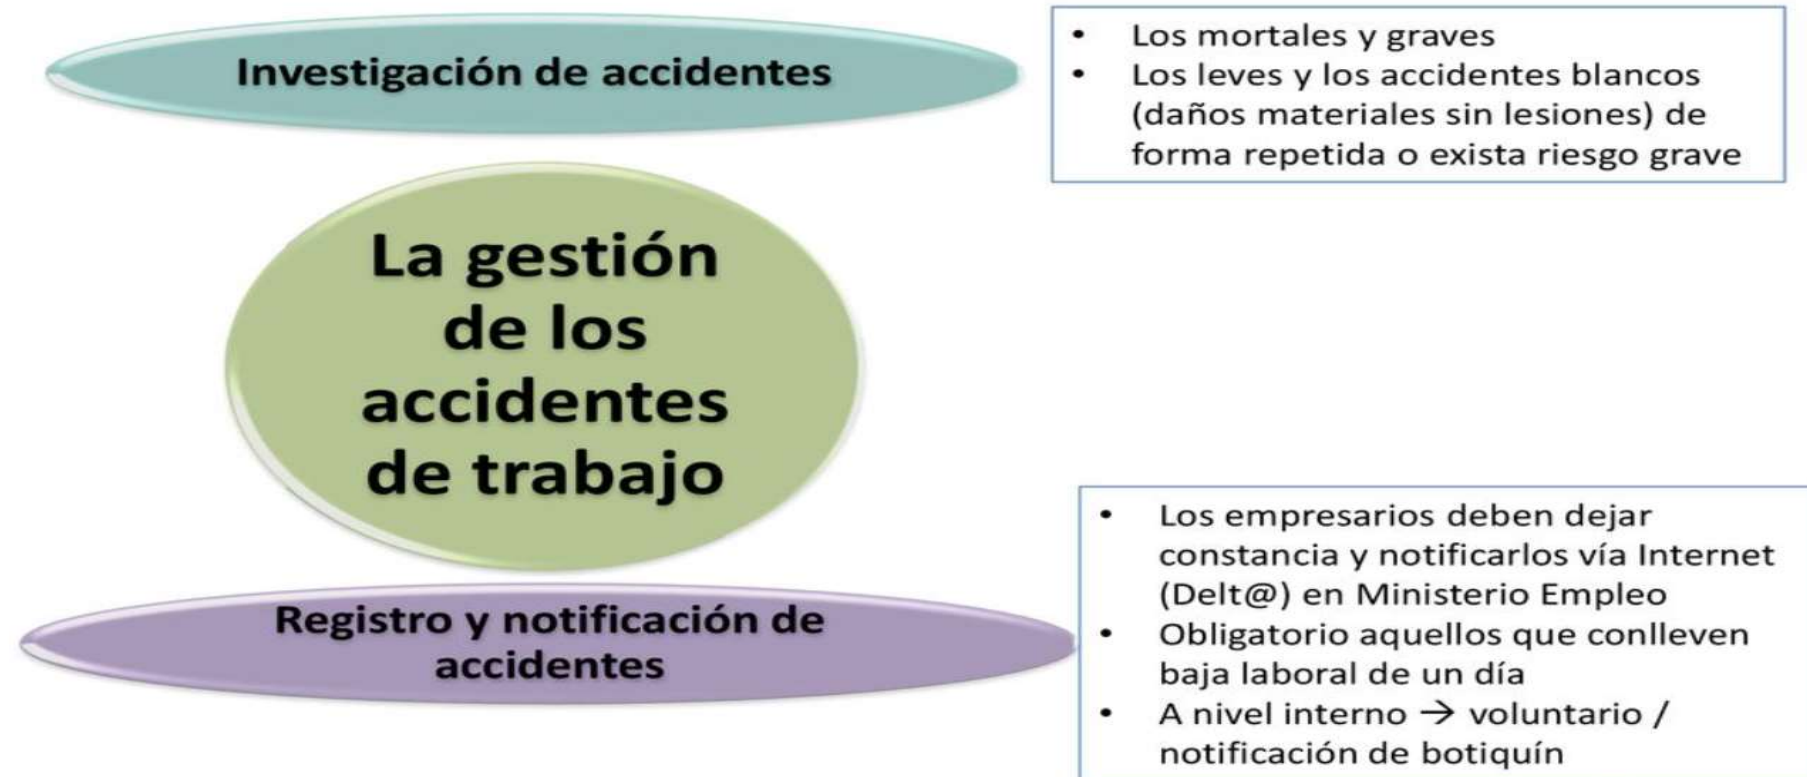 Investigación de accidentes
• Los mortales y graves
• Los leves y los accidentes blancos
(daños materiales sin lesiones) de
forma repetida o exista riesgo grave
La gestión
de los
accidentes
de trabajo
Registro y notificación de
accidentes
• Los empresarios deben dejar
constancia y notificarlos vía Internet
(Delt@) en Ministerio Empleo
• Obligatorio aquellos que conlleven
baja laboral de un día
• A nivel interno → voluntario /
notificación de botiquín